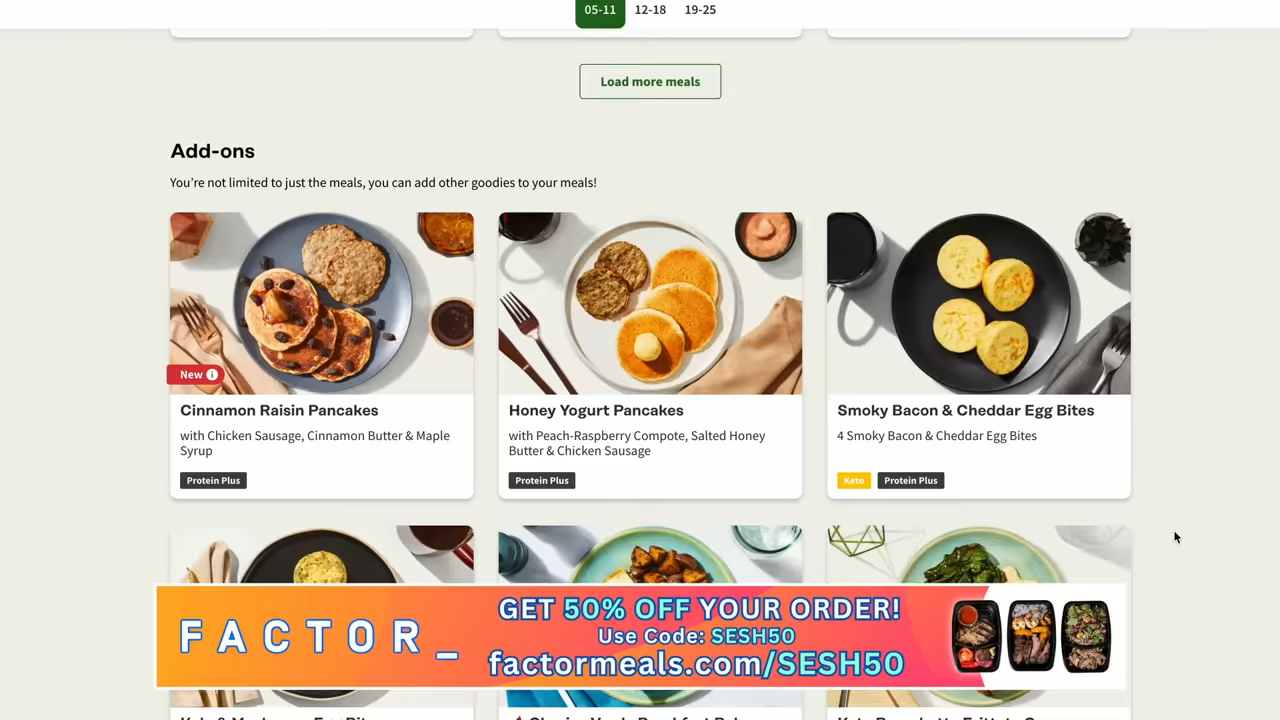 05-11 12-18 19-25
Load more meals
Add-ons
You're not limited to just the meals, you can add other goodies to your meals!
New
Cinnamon Raisin Pancakes
with Chicken Sausage, Cinnamon Butter & Maple
Syrup
Protein Plus
Honey Yogurt Pancakes
with Peach-Raspberry Compote, Salted Honey
Butter & Chicken Sausage
Protein Plus
Smoky Bacon & Cheddar Egg Bites
4 Smoky Bacon & Cheddar Egg Bites
Keto Protein Plus
FACTOR_
GET 50% OFF YOUR ORDER!
Use Code: SESH50
factormeals.com/SESH50